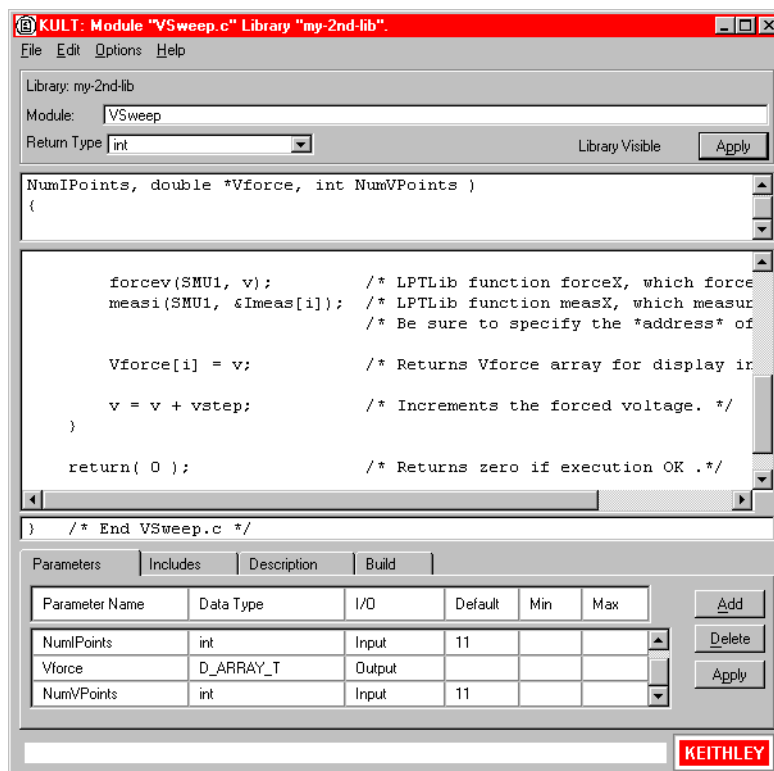 KULT: Module "VSweep.c" Library "my-2nd-lib".
File Edit Options Help
Library: my-2nd-lib
Module: VSweep
Return Type int Library Visible Apply
NumIPoints, double *Vforce, int NumVPoints )
{
forcev(SMU1, v); /* LPTLib function forceX, which force
measi(SMU1, &Imeas[i]); /* LPTLib function measX, which measur
/* Be sure to specify the *address* of
Vforce[i] = v; /* Returns Vforce array for display in
v = v + vstep; /* Increments the forced voltage. */
}
return( 0 ); /* Returns zero if execution OK .*/
} /* End VSweep.c */
Parameters Includes Description Build
Parameter Name Data Type I/O Default Min Max Add
NumIPoints int Input 11 Delete
Vforce D_ARRAY_T Output Apply
NumVPoints int Input 11
KEITHLEY